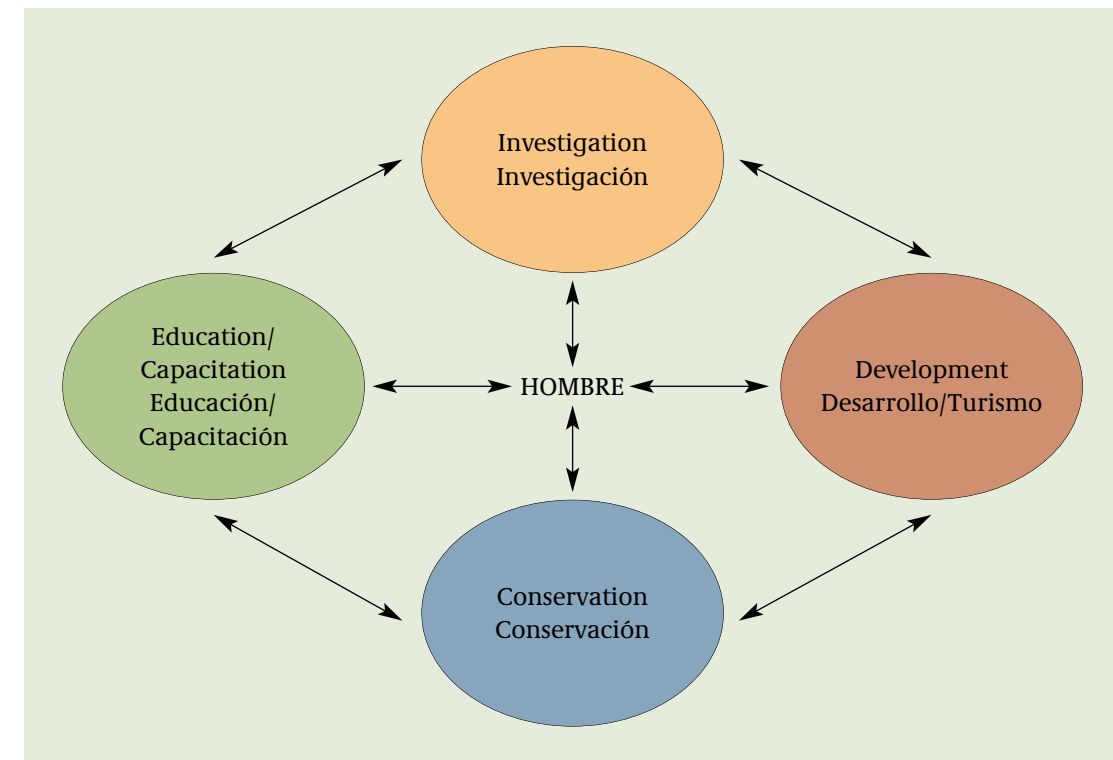 Investigation
Investigación
Education/
Capacitation
Educación/
Capacitación
HOMBRE
Development
Desarrollo/Turismo
Conservation
Conservación